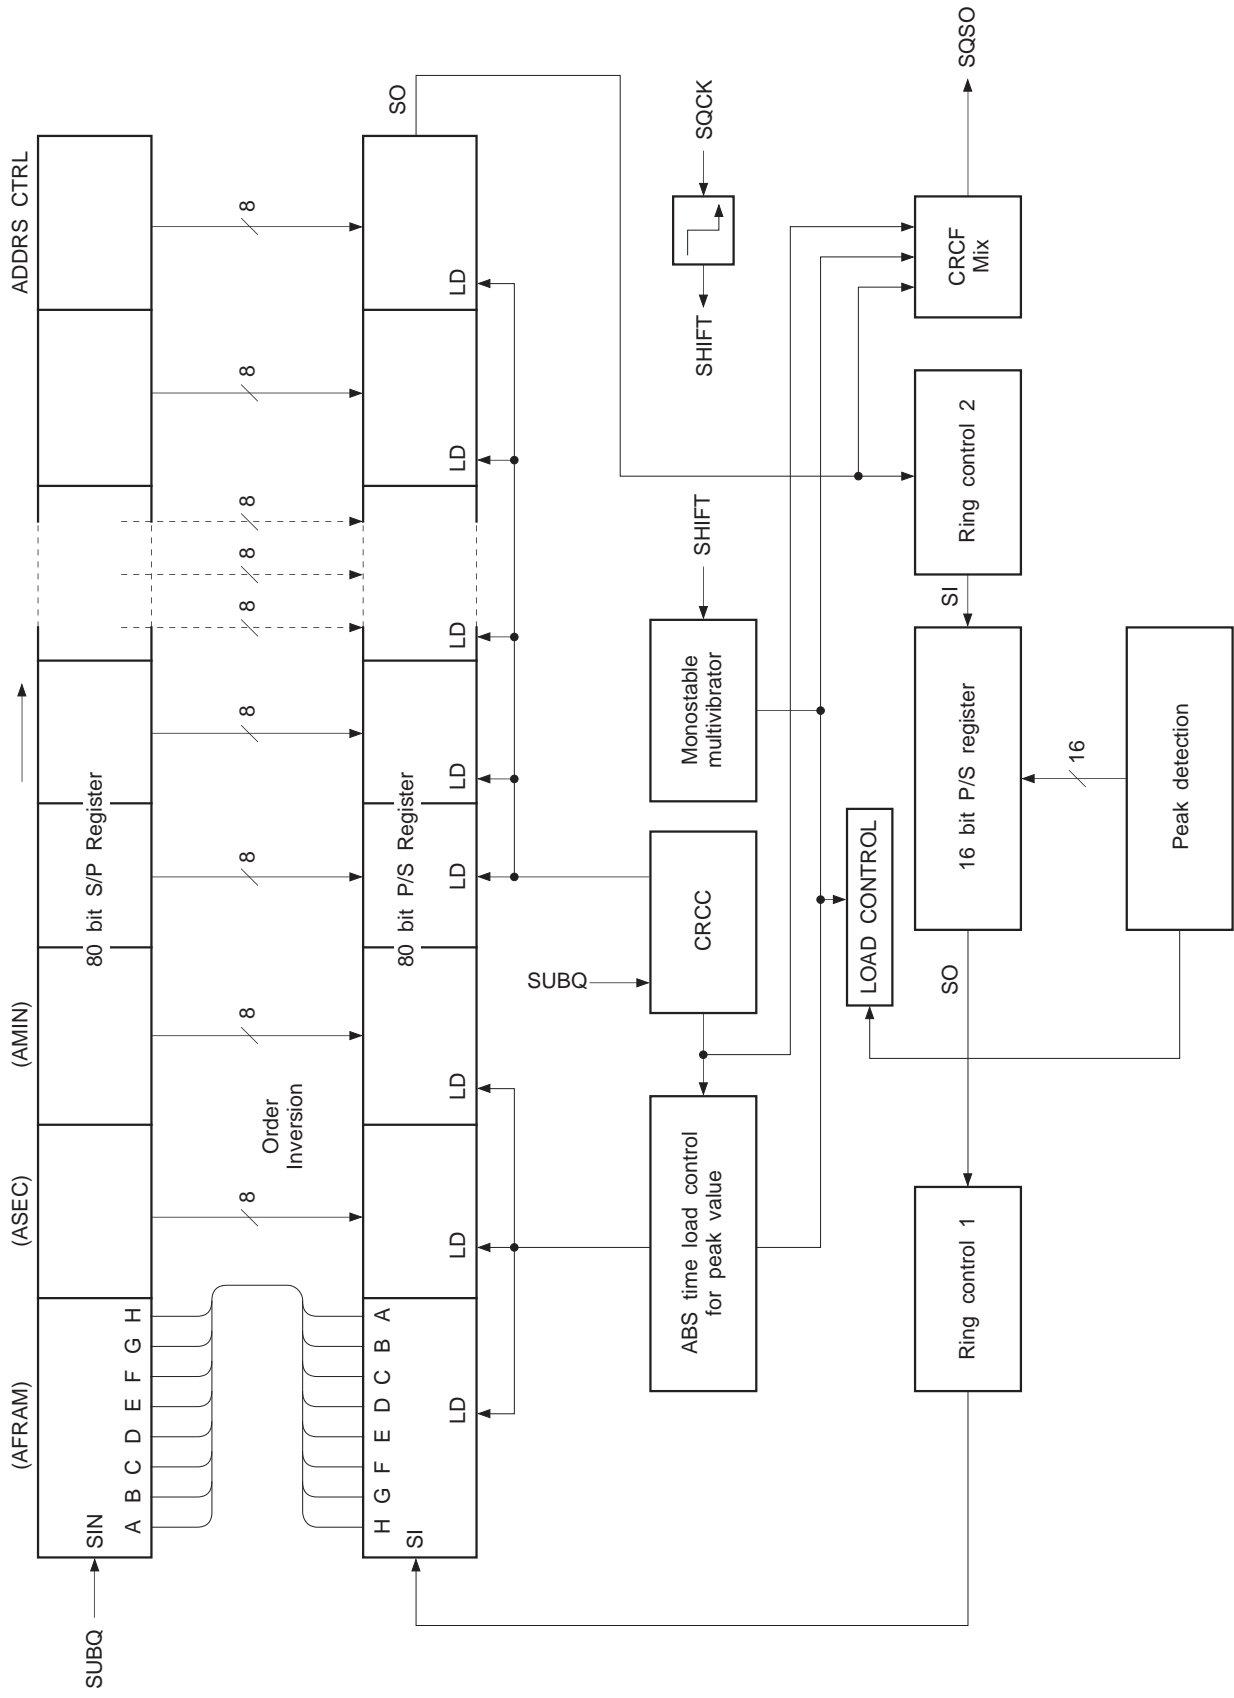 (AFRAM)
(ASEC)
(AMIN)
ADDRS CTRL
SUBQ
SIN
A B C D E F G H
80 bit S/P Register
Order
Inversion
8
8
8
8
8
8
8
8
8
H G F E D C B A
SI
80 bit P/S Register
LD
LD
LD
LD
LD
LD
LD
LD
SO
SUBQ
ABS time load control
for peak value
CRCC
Monostable
multivibrator
SHIFT
SHIFT
SQCK
LOAD CONTROL
Ring control 1
SO
16 bit P/S register
SI
Ring control 2
CRCF
Mix
SQSO
16
Peak detection